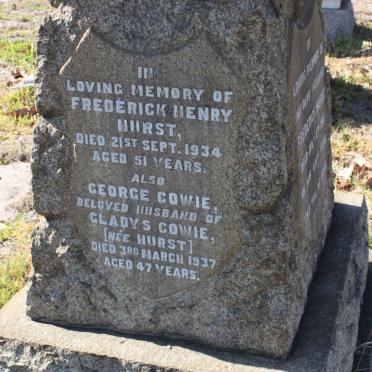 IN
LOVING MEMORY OF
FREDERICK HENRY
HURST,
DIED 21ST SEPT. 1934
AGED 51 YEARS.
ALSO
GEORGE COWIE,
BELOVED HUSBAND OF
GLADYS COWIE,
[NÉE HURST]
DIED 3RD MARCH 1937
AGED 47 YEARS.